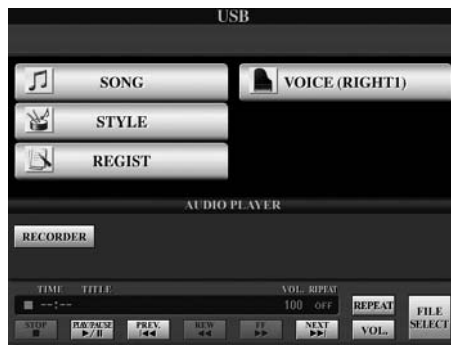 USB
SONG
VOICE (RIGHT1)
STYLE
REGIST
AUDIO PLAYER
RECORDER
TIME TITLE VOL. REPEAT
--:-- 100 OFF
REPEAT
FILE SELECT
STOP PLAY/PAUSE PREV. REW FF NEXT
VOL.